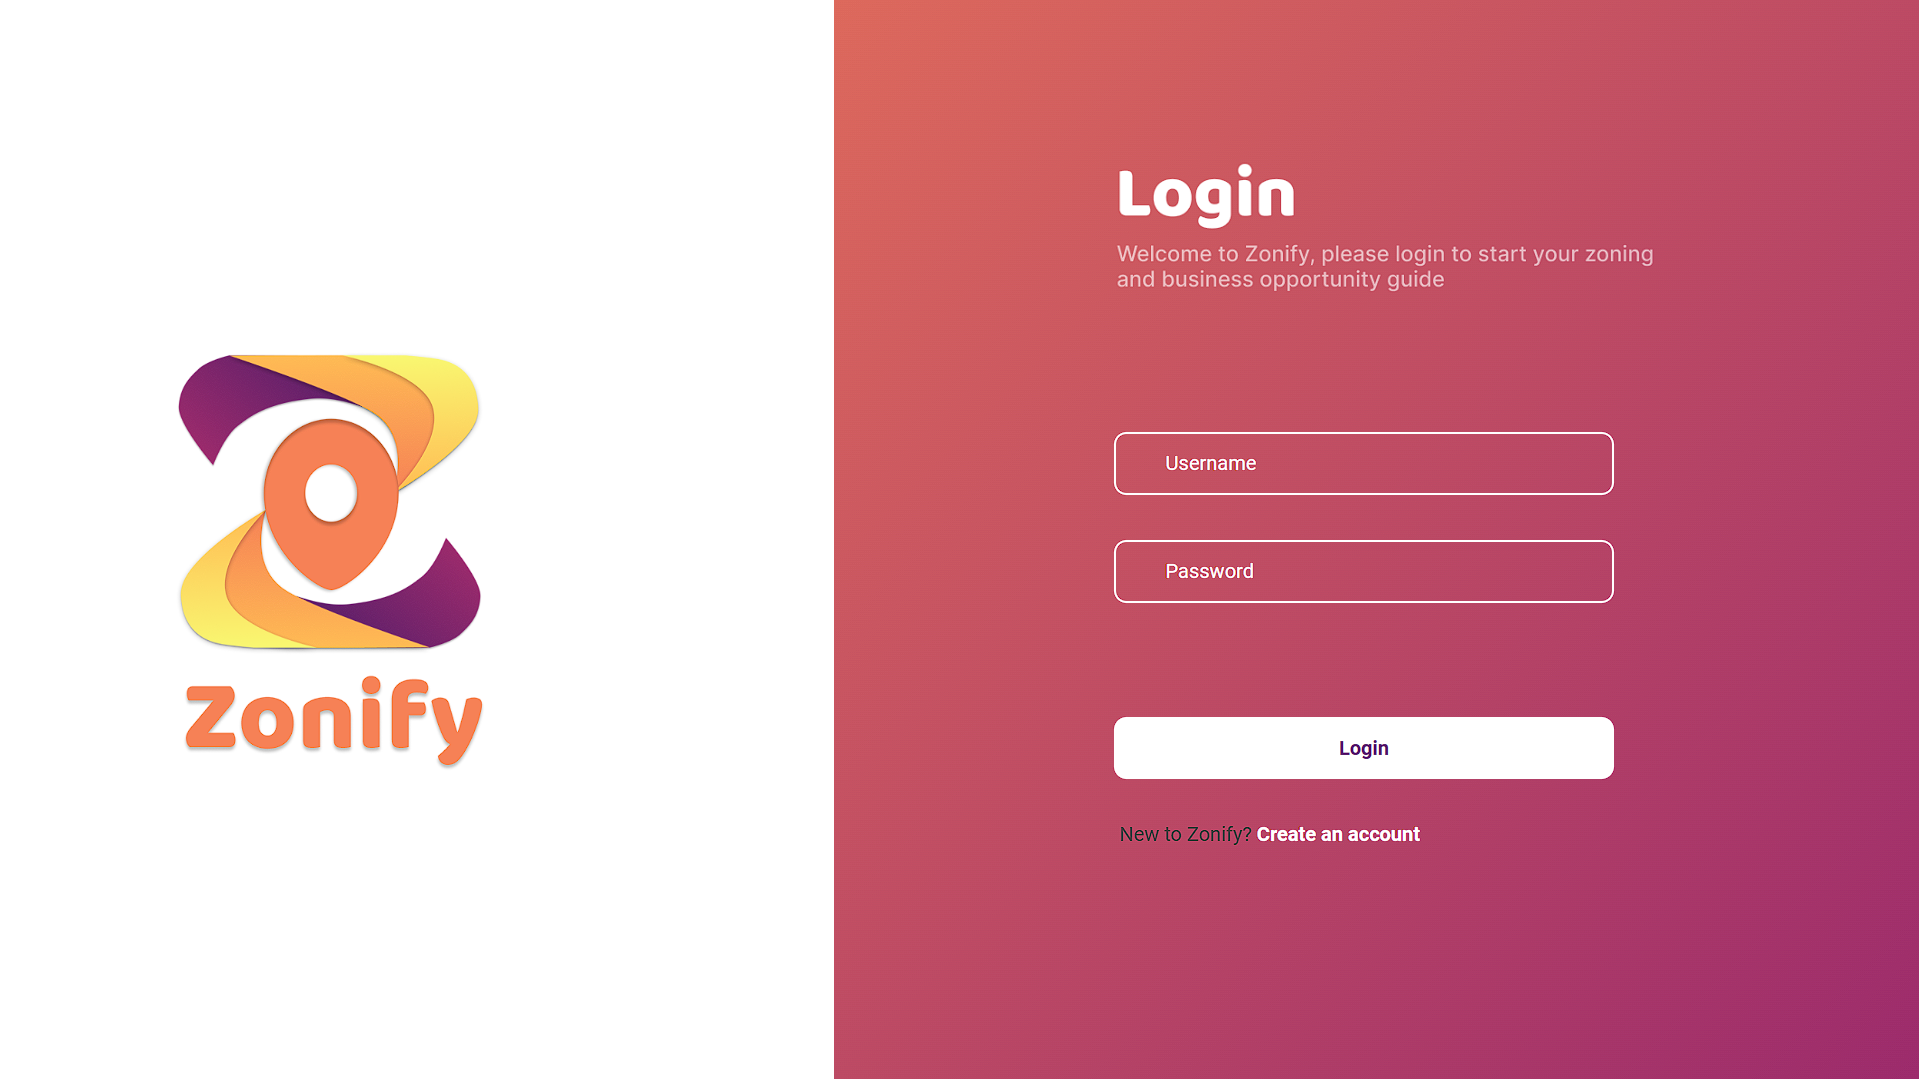 Zonify
Login
Welcome to Zonify, please login to start your zoning
and business opportunity guide
Username
Password
Login
New to Zonify? Create an account